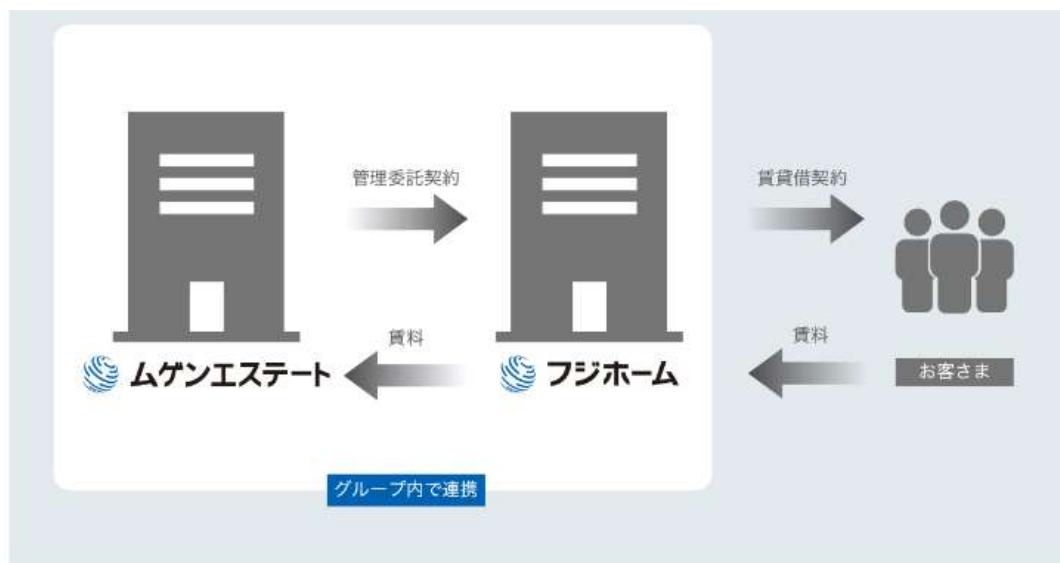 管理委託契約
賃貸借契約
賃料
賃料
ムゲンエステート
フジホーム
お客さま
グループ内で連携